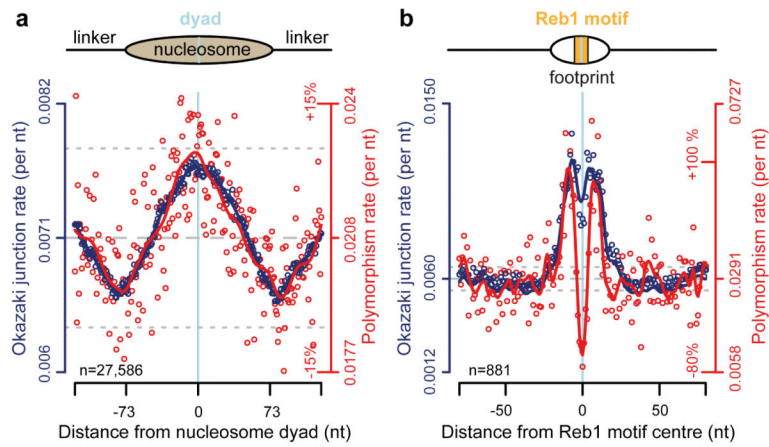 a
dyad
linker
nucleosome
linker
Okazaki junction rate (per nt)
0.0082
0.0071
0.006
+15%
-15%
0.024
0.0208
0.0177
Polymorphism rate (per nt)
n=27,586
-73
0
73
Distance from nucleosome dyad (nt)
b
Reb1 motif
footprint
Okazaki junction rate (per nt)
0.0150
0.0060
0.0012
+100 %
-80%
0.0727
0.0291
0.0058
Polymorphism rate (per nt)
n=881
-50
0
50
Distance from Reb1 motif centre (nt)